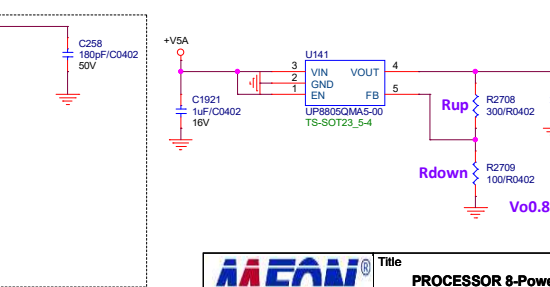 C258
180pF/C0402
50V
+V5A
C1921
1uF/C0402
16V
U141
3 VIN VOUT 4
2 GND
1 EN FB 5
UP8805QMA5-00
TS-SOT23_5-4
Rup
R2708
300/R0402
Rdown
R2709
100/R0402
Vo0.8
Title
PROCESSOR 8-Powe